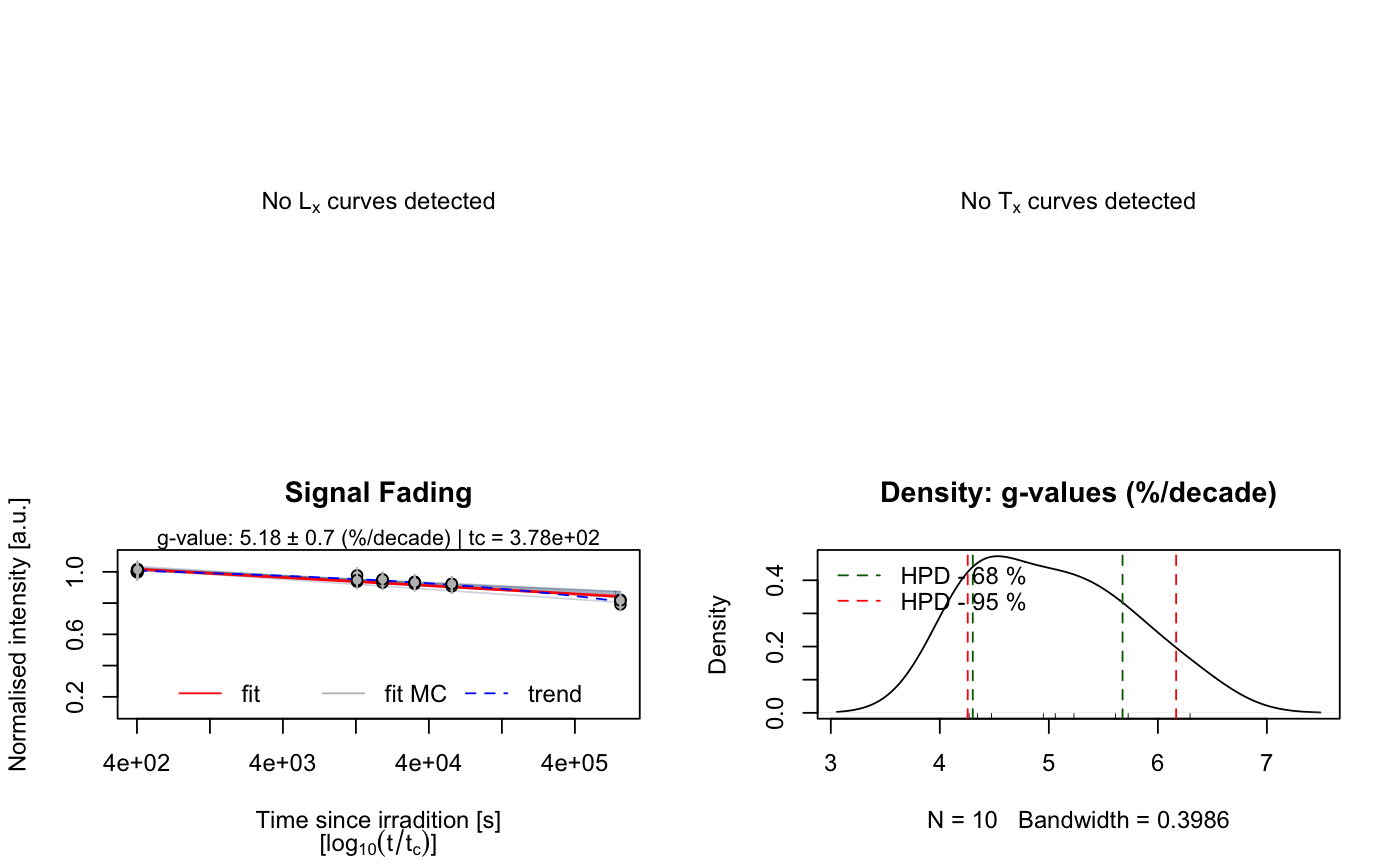 No Lx curves detected
No Tx curves detected
Signal Fading
g-value: 5.18 ± 0.7 (%/decade) | tc = 3.78e+02
Normalised intensity [a.u.]
1.0
0.6
0.2
fit
fit MC
trend
4e+02 4e+03 4e+04 4e+05
Time since irradition [s]
[log10(t/tc)]
Density: g-values (%/decade)
Density
0.4
0.2
0.0
HPD - 68 %
HPD - 95 %
3 4 5 6 7
N = 10 Bandwidth = 0.3986